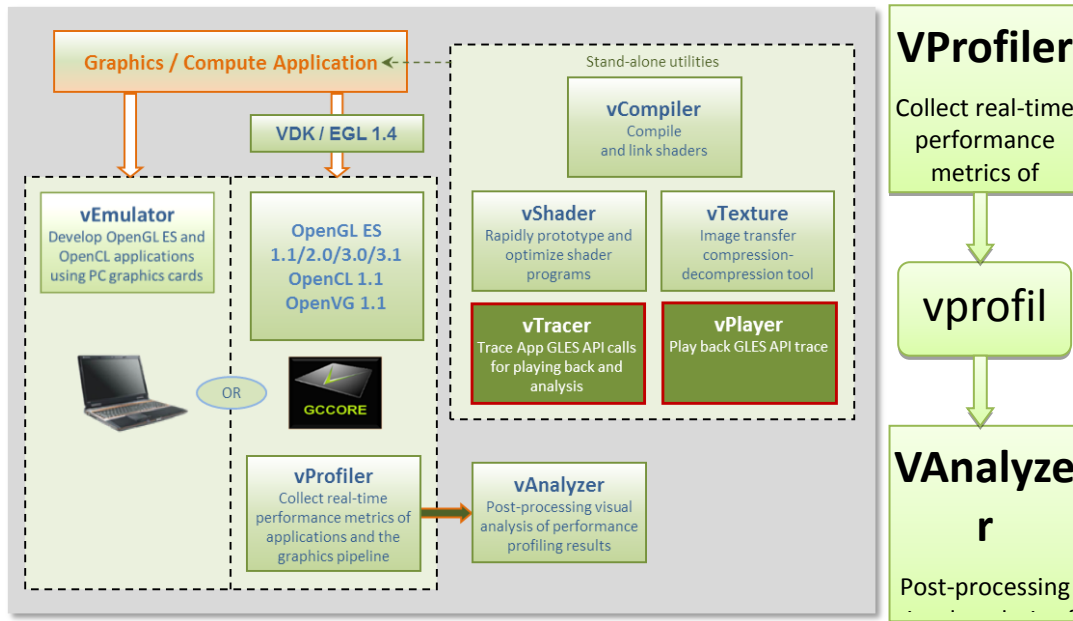 Graphics / Compute Application
VDK / EGL 1.4
vEmulator
Develop OpenGL ES and
OpenCL applications
using PC graphics cards
OpenGL ES
1.1/2.0/3.0/3.1
OpenCL 1.1
OpenVG 1.1
OR
GCCORE
vProfiler
Collect real-time
performance metrics of
applications and the
graphics pipeline
vAnalyzer
Post-processing visual
analysis of performance
profiling results
Stand-alone utilities
vCompiler
Compile
and link shaders
vShader
Rapidly prototype and
optimize shader
programs
vTexture
Image transfer
compression-
decompression tool
vTracer
Trace App GLES API calls
for playing back and
analysis
vPlayer
Play back GLES API trace
VProfiler
Collect real-time
performance
metrics of
vprofil
VAnalyze
r
Post-processing